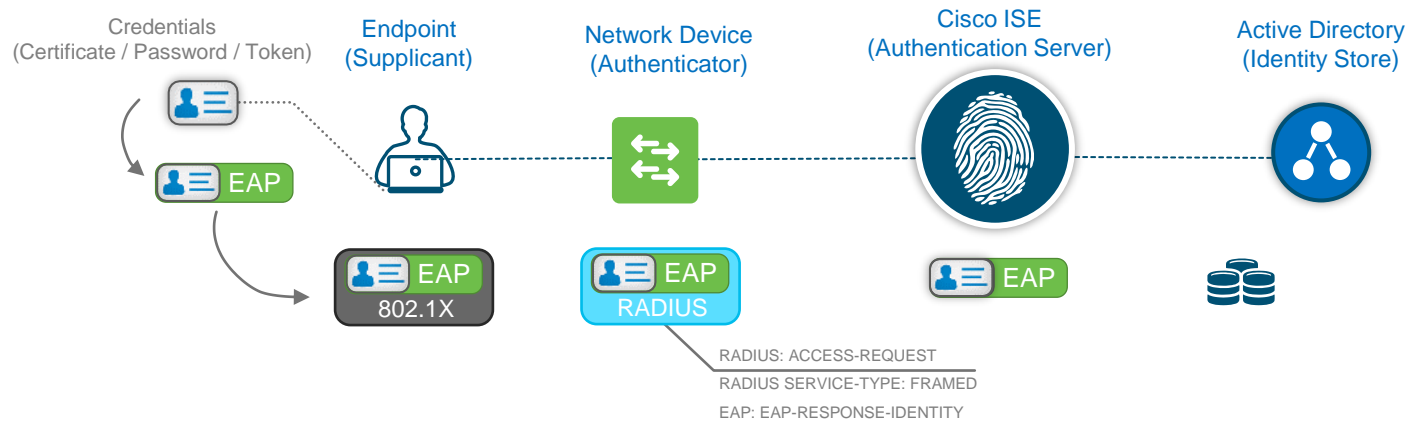 Credentials
(Certificate / Password / Token)
Endpoint
(Supplicant)
Network Device
(Authenticator)
Cisco ISE
(Authentication Server)
Active Directory
(Identity Store)
EAP
EAP
802.1X
EAP
RADIUS
EAP
RADIUS: ACCESS-REQUEST
RADIUS SERVICE-TYPE: FRAMED
EAP: EAP-RESPONSE-IDENTITY